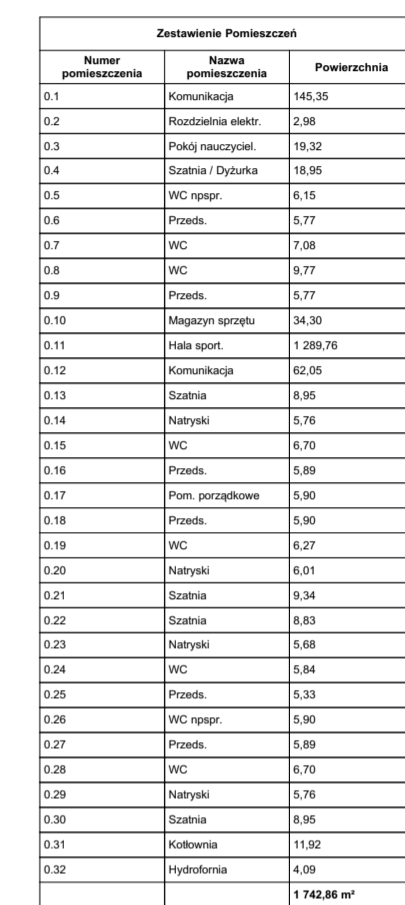 Zestawienie Pomieszczeń
Numer pomieszczenia Nazwa pomieszczenia Powierzchnia
0.1 Komunikacja 145,35
0.2 Rozdzielnia elektr. 2,98
0.3 Pokój nauczyciel. 19,32
0.4 Szatnia / Dyżurka 18,95
0.5 WC npspr. 6,15
0.6 Przeds. 5,77
0.7 WC 7,08
0.8 WC 9,77
0.9 Przeds. 5,77
0.10 Magazyn sprzętu 34,30
0.11 Hala sport. 1 289,76
0.12 Komunikacja 62,05
0.13 Szatnia 8,95
0.14 Natryski 5,76
0.15 WC 6,70
0.16 Przeds. 5,89
0.17 Pom. porządkowe 5,90
0.18 Przeds. 5,90
0.19 WC 6,27
0.20 Natryski 6,01
0.21 Szatnia 9,34
0.22 Szatnia 8,83
0.23 Natryski 5,68
0.24 WC 5,84
0.25 Przeds. 5,33
0.26 WC npspr. 5,90
0.27 Przeds. 5,89
0.28 WC 6,70
0.29 Natryski 5,76
0.30 Szatnia 8,95
0.31 Kotłownia 11,92
0.32 Hydrofornia 4,09
1 742,86 m²